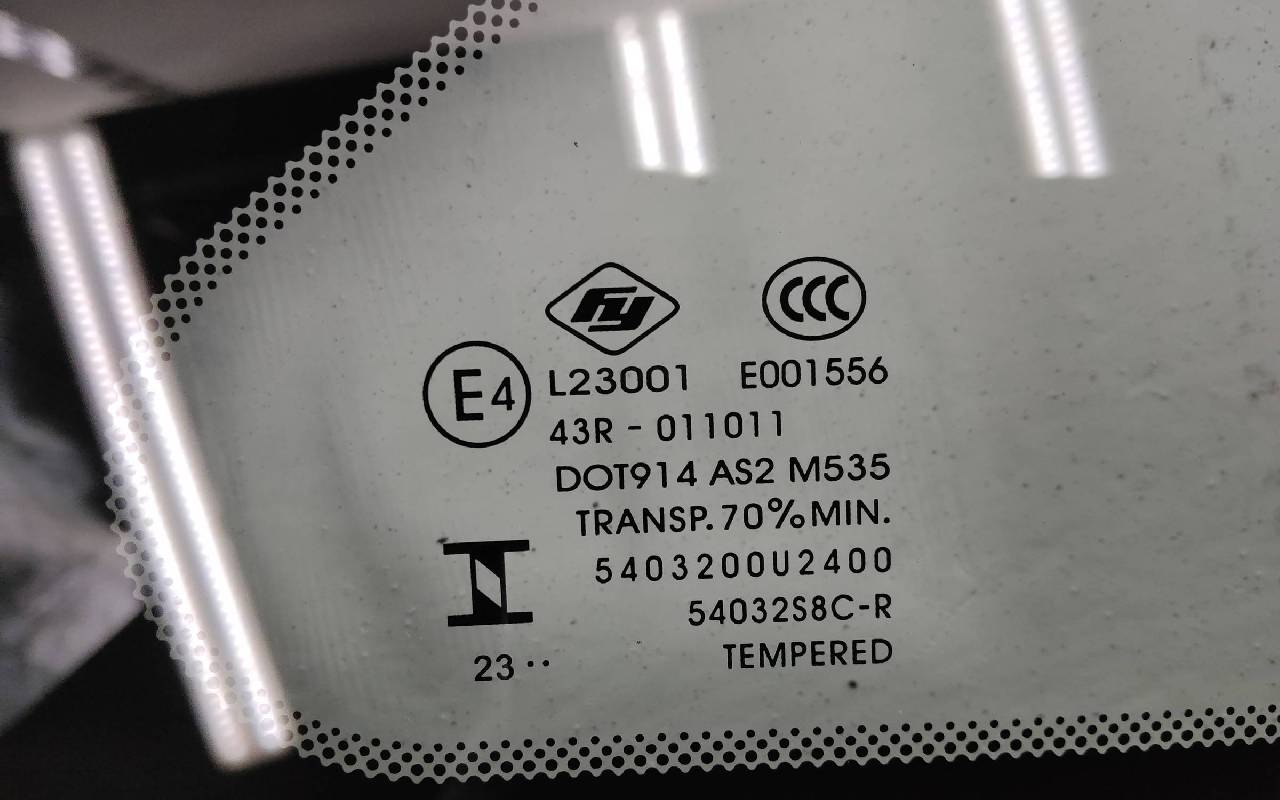 fy CCC
E4 L23001 E001556
43R - 011011
DOT914 AS2 M535
TRANSP. 70%MIN.
5403200U2400
54032S8C-R
23·· TEMPERED